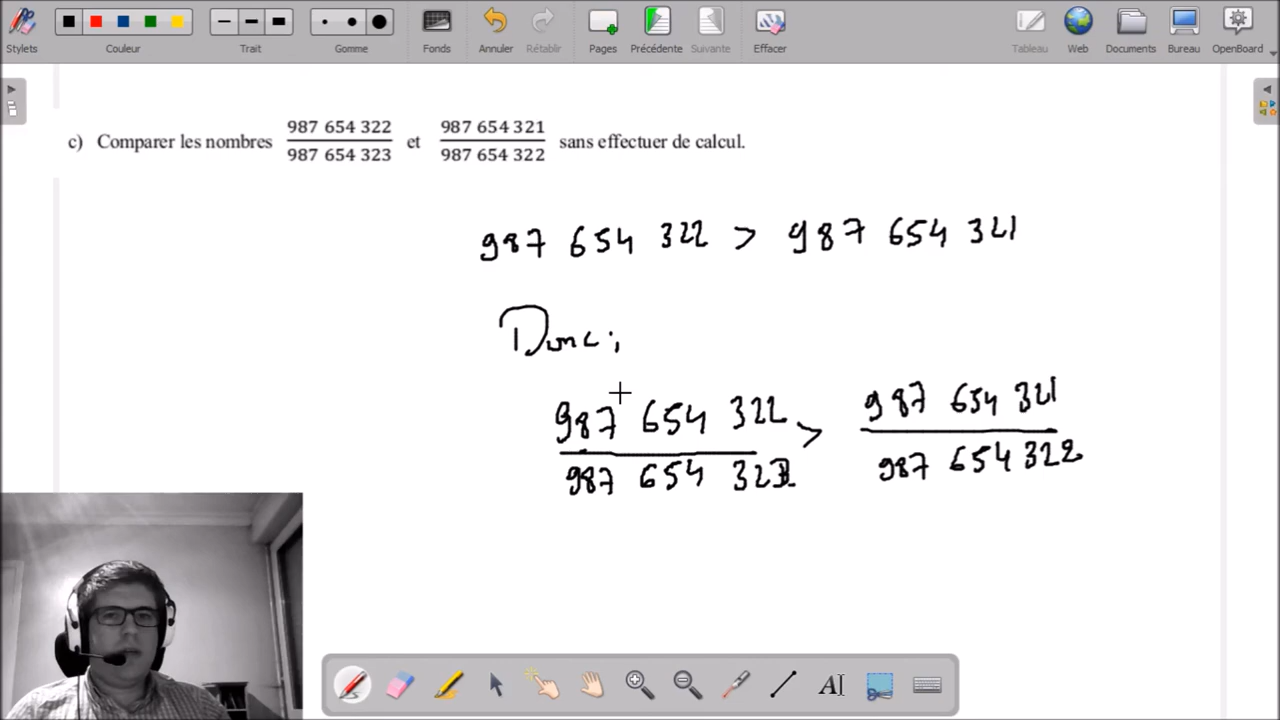 Stylets Couleur Trait Gomme Fonds Annuler Rétablir Pages Précédente Suivante Effacer Tableau Web Documents Bureau OpenBoard
c) Comparer les nombres 987 654 322 / 987 654 323 et 987 654 321 / 987 654 322 sans effectuer de calcul.
987 654 322 > 987 654 321
Donc ;
987 654 322 / 987 654 323 > 987 654 321 / 987 654 322